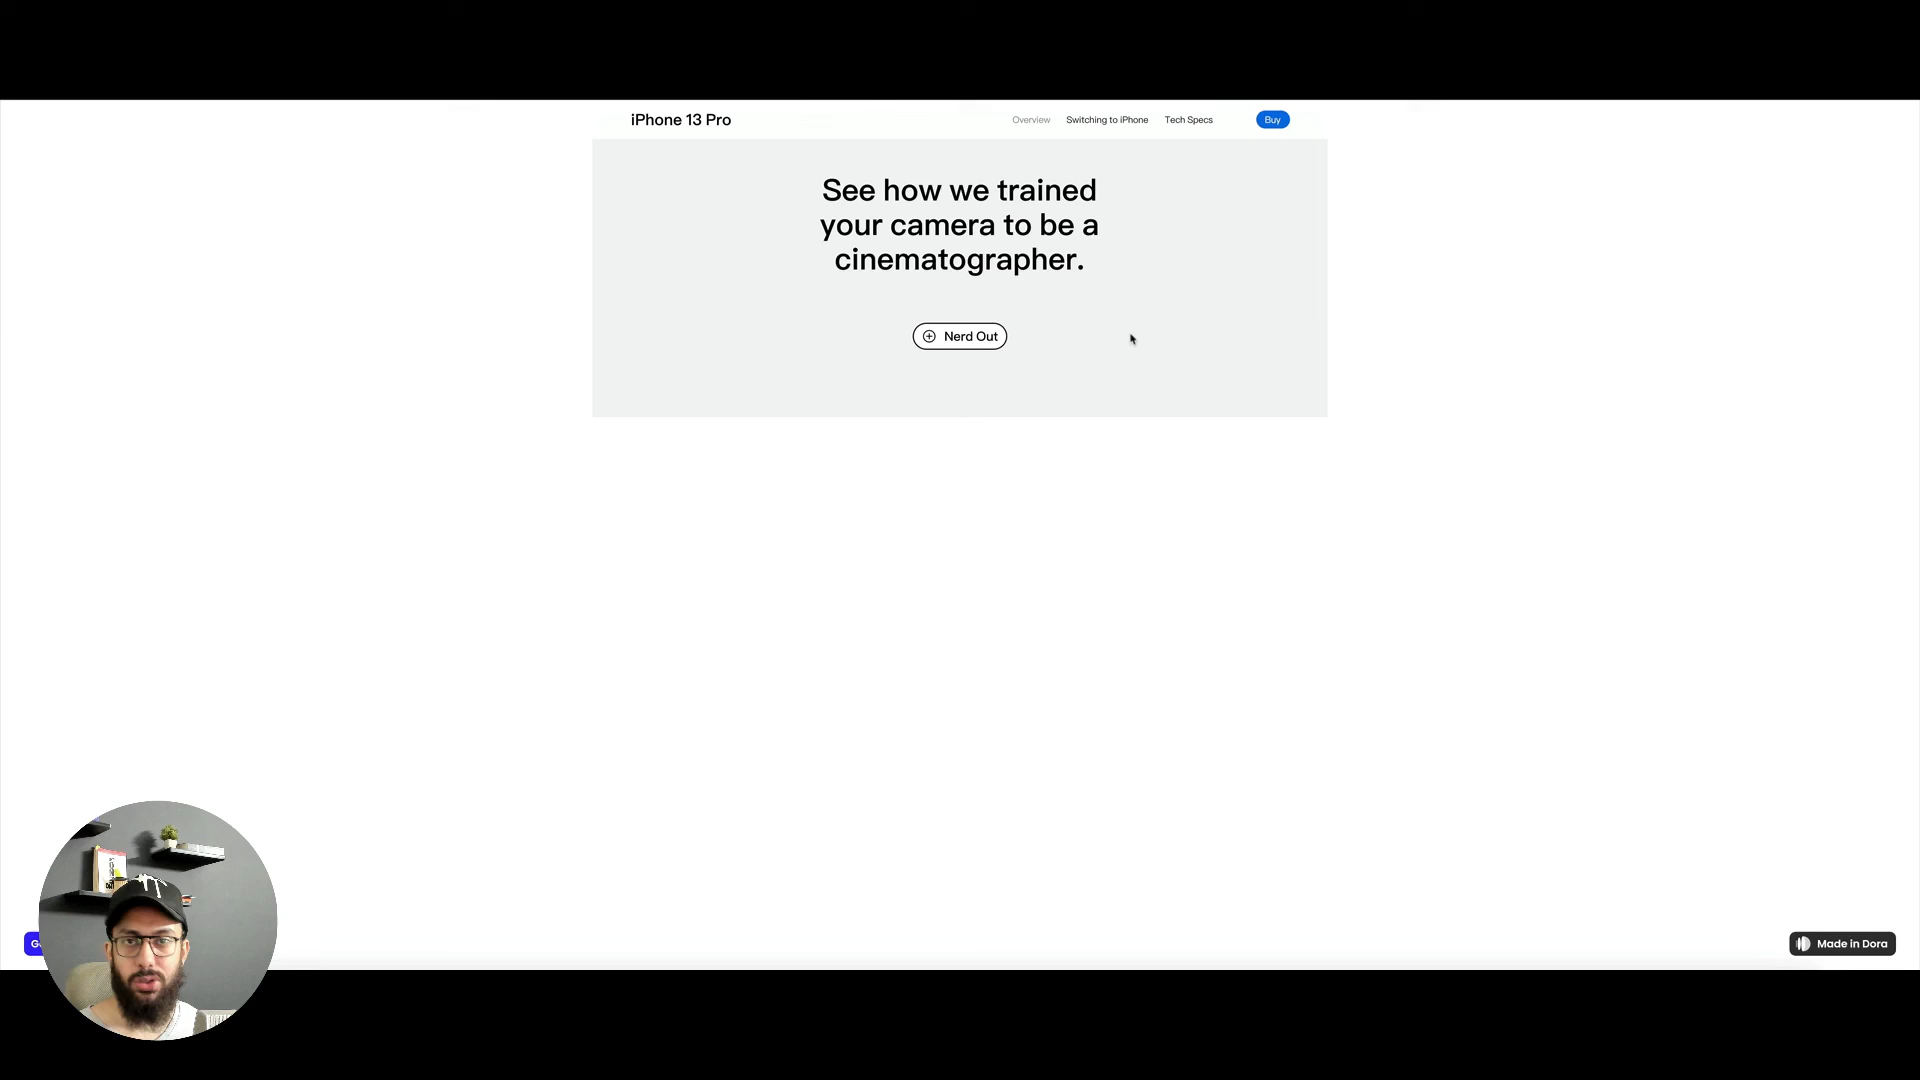 iPhone 13 Pro
Overview
Switching to iPhone
Tech Specs
Buy
See how we trained
your camera to be a
cinematographer.
Nerd Out
Made in Dora